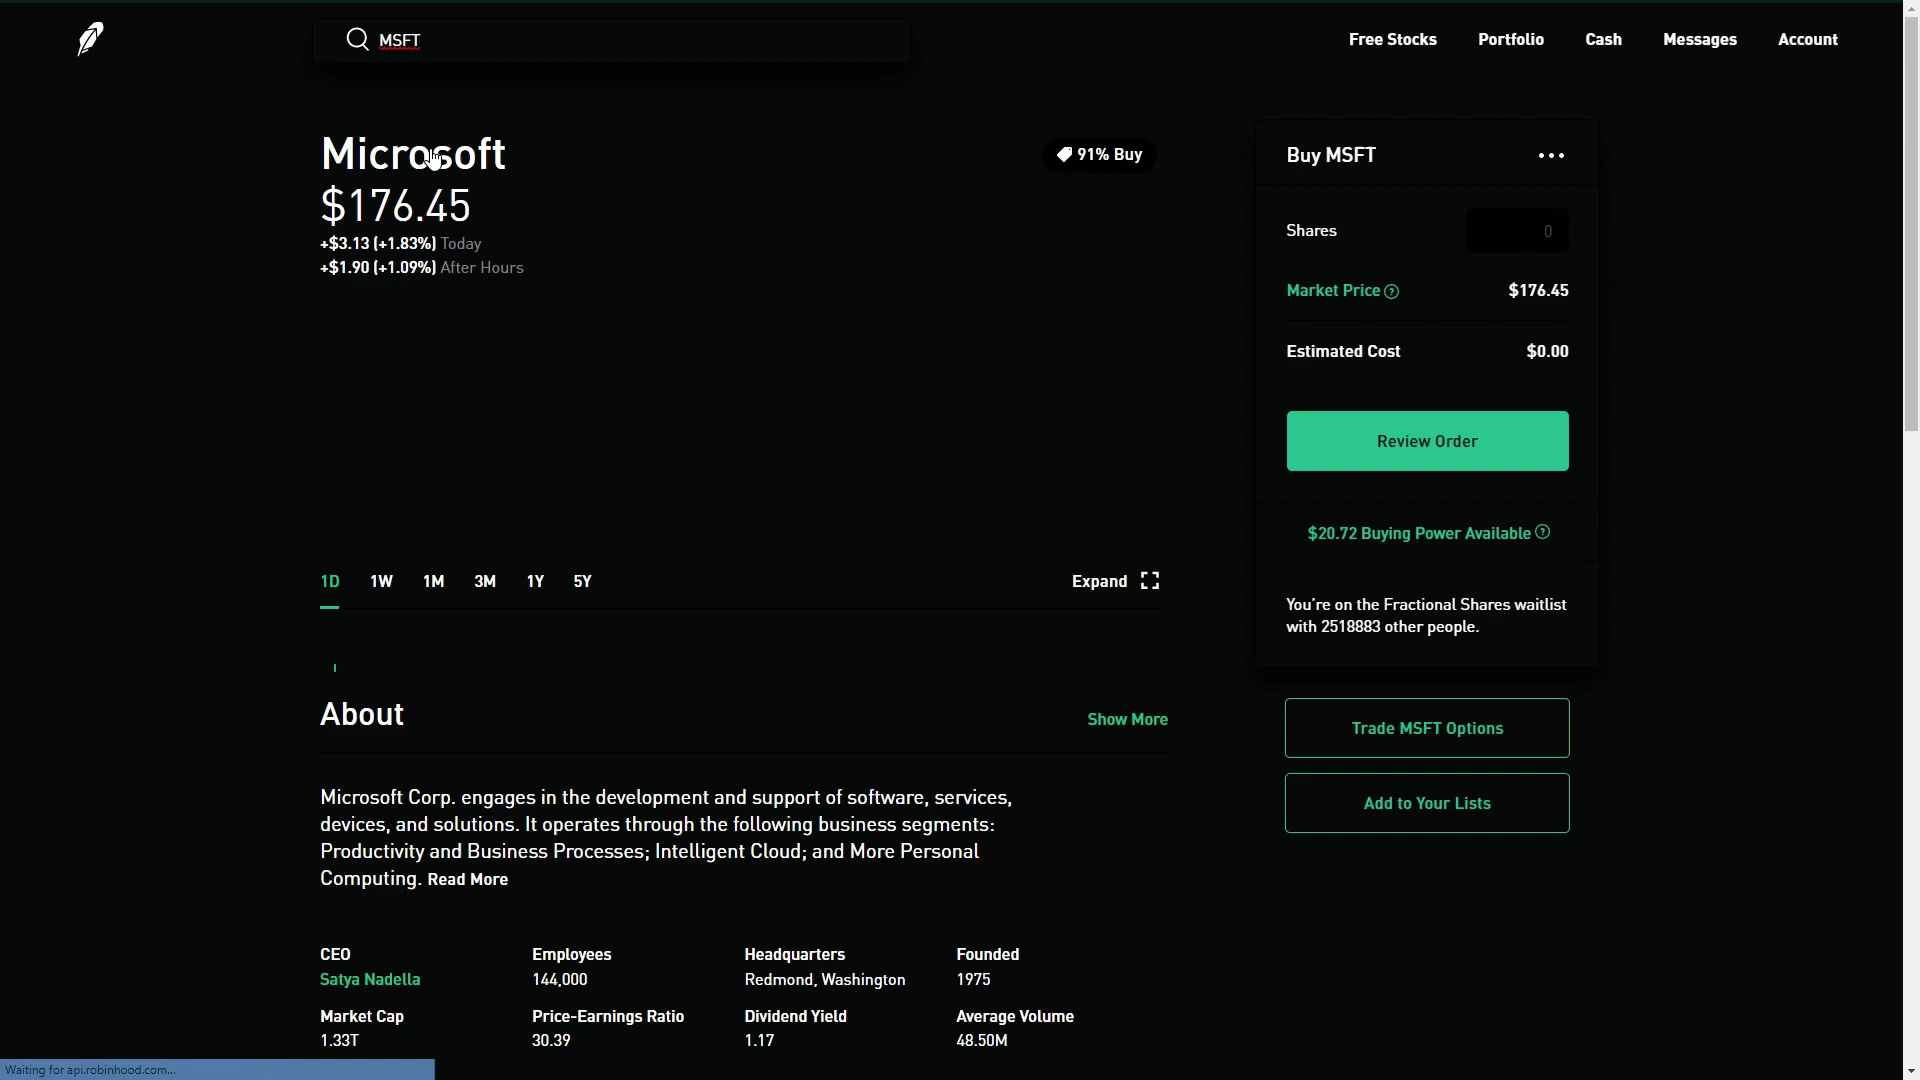 MSFT
Free Stocks Portfolio Cash Messages Account
Microsoft
91% Buy
$176.45
+$3.13 (+1.83%) Today
+$1.90 (+1.09%) After Hours
Buy MSFT
Shares 0
Market Price $176.45
Estimated Cost $0.00
Review Order
$20.72 Buying Power Available
You’re on the Fractional Shares waitlist
with 2518883 other people.
1D 1W 1M 3M 1Y 5Y
Expand
Trade MSFT Options
Add to Your Lists
About
Show More
Microsoft Corp. engages in the development and support of software, services,
devices, and solutions. It operates through the following business segments:
Productivity and Business Processes; Intelligent Cloud; and More Personal
Computing. Read More
CEO Employees Headquarters Founded
Satya Nadella 144,000 Redmond, Washington 1975
Market Cap Price-Earnings Ratio Dividend Yield Average Volume
1.33T 30.39 1.17 48.50M
Waiting for api.robinhood.com...